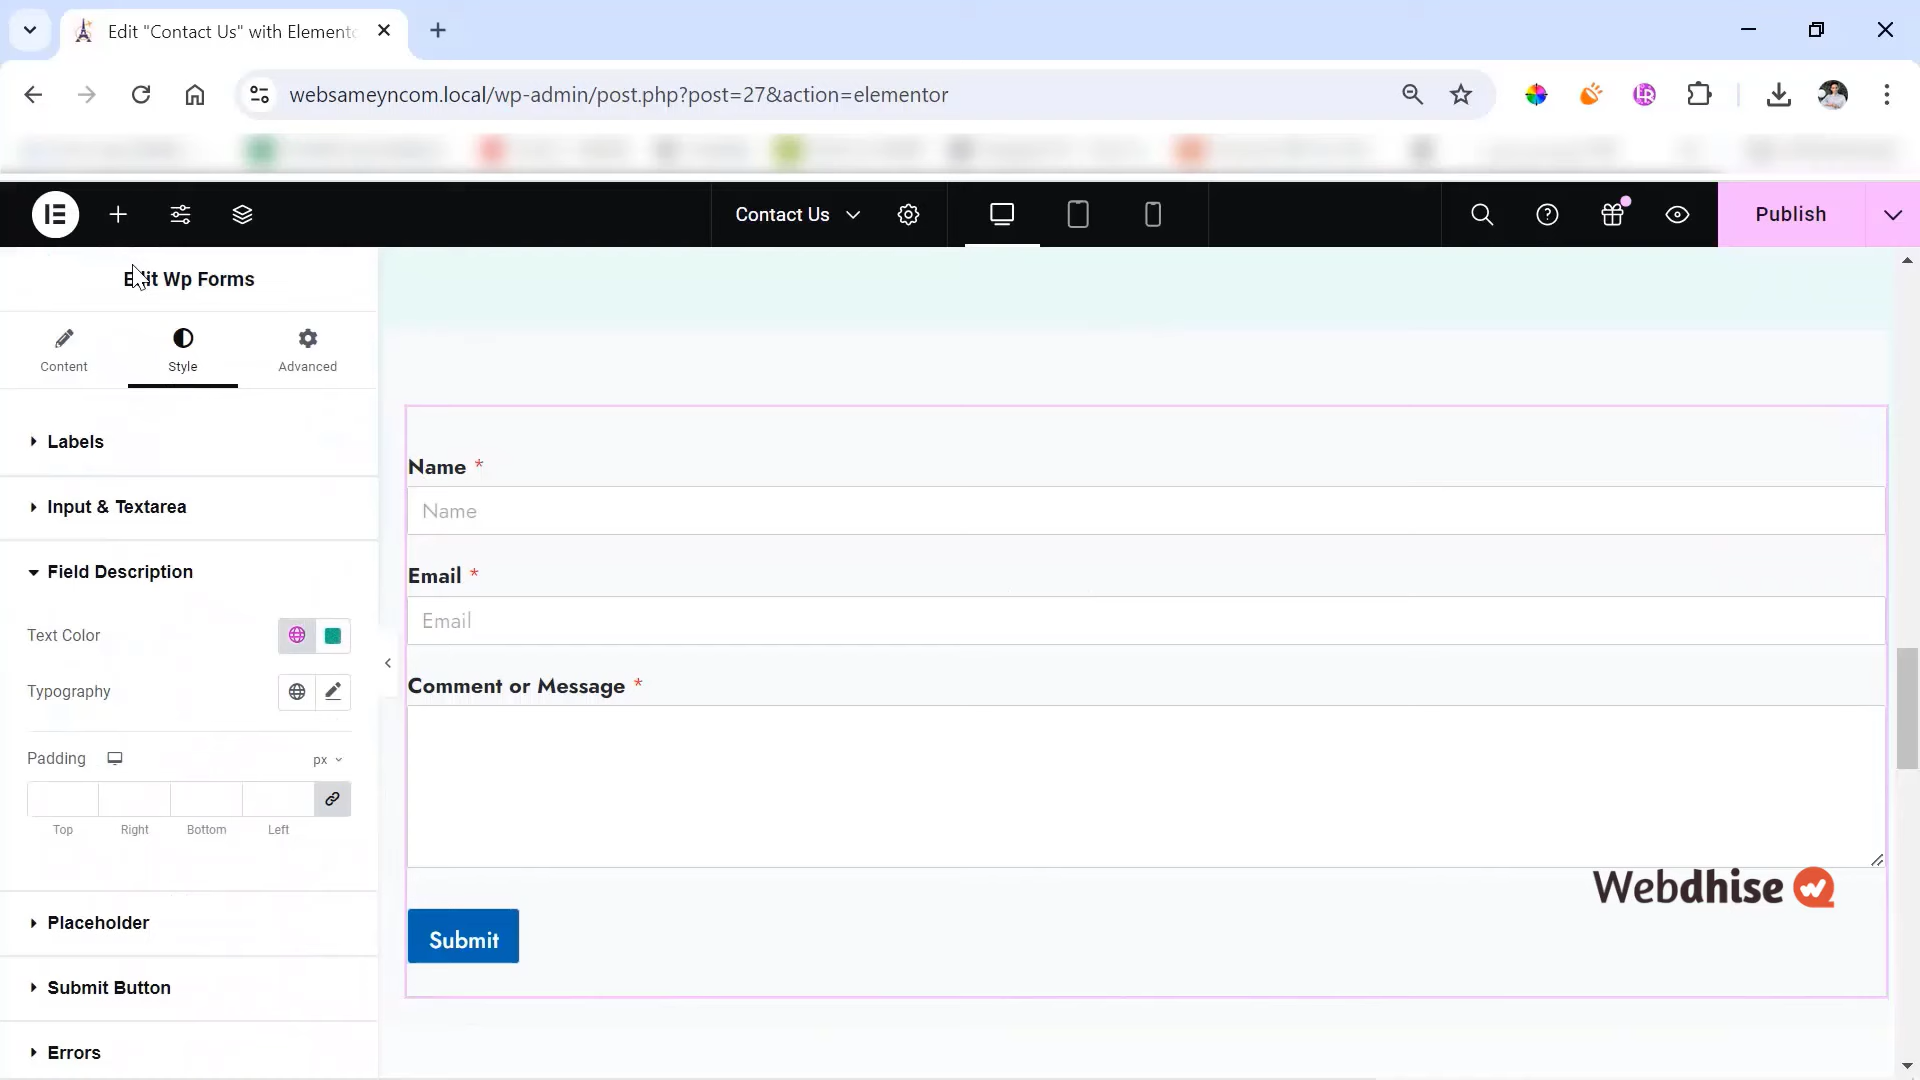 Edit "Contact Us" with Elemento
websameyncom.local/wp-admin/post.php?post=27&action=elementor
Contact Us
Publish
Edit Wp Forms
Content
Style
Advanced
Labels
Input & Textarea
Field Description
Text Color
Typography
Padding
px
Top
Right
Bottom
Left
Placeholder
Submit Button
Errors
Name *
Name
Email *
Email
Comment or Message *
Submit
Webdhise